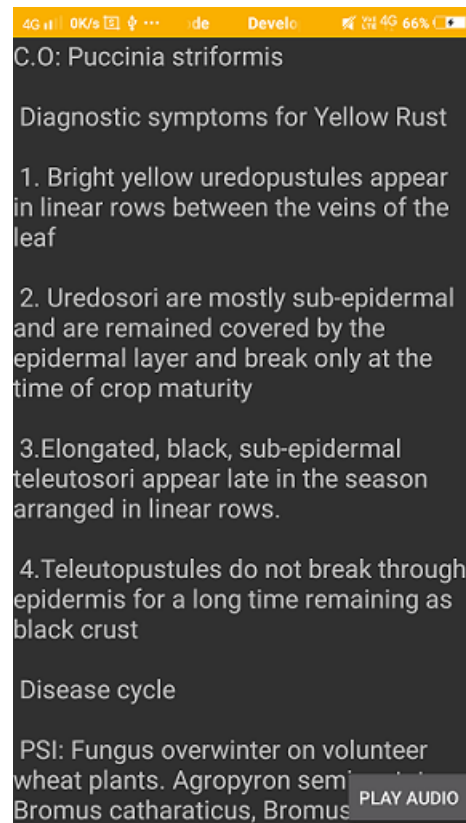 4G 0K/s ... de Develo 4G 66%
C.O: Puccinia striformis
Diagnostic symptoms for Yellow Rust
1. Bright yellow uredopustules appear
in linear rows between the veins of the
leaf
2. Uredosori are mostly sub-epidermal
and are remained covered by the
epidermal layer and break only at the
time of crop maturity
3.Elongated, black, sub-epidermal
teleutosori appear late in the season
arranged in linear rows.
4.Teleutopustules do not break through
epidermis for a long time remaining as
black crust
Disease cycle
PSI: Fungus overwinter on volunteer
wheat plants. Agropyron semi
Bromus catharaticus, Bromus
PLAY AUDIO